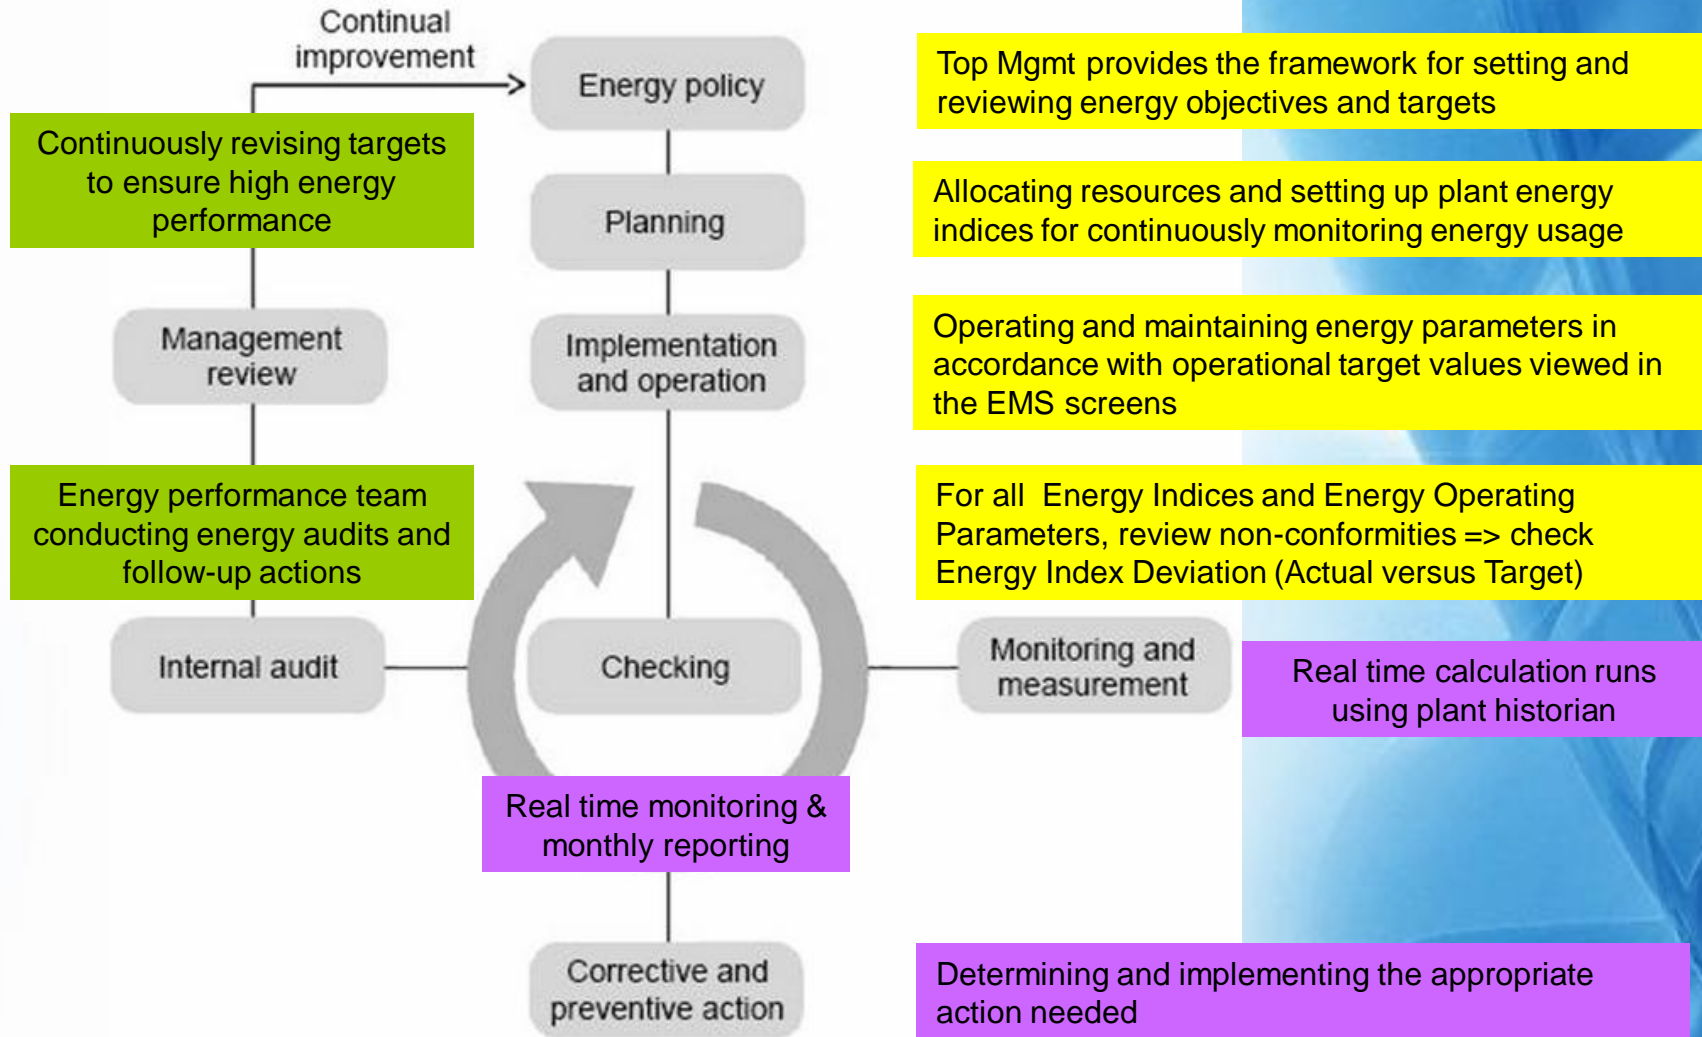 Continual
improvement
Energy policy
Top Mgmt provides the framework for setting and
reviewing energy objectives and targets
Continuously revising targets
to ensure high energy
performance
Planning
Allocating resources and setting up plant energy
indices for continuously monitoring energy usage
Management
review
Implementation
and operation
Operating and maintaining energy parameters in
accordance with operational target values viewed in
the EMS screens
Energy performance team
conducting energy audits and
follow-up actions
For all Energy Indices and Energy Operating
Parameters, review non-conformities => check
Energy Index Deviation (Actual versus Target)
Internal audit
Checking
Monitoring and
measurement
Real time calculation runs
using plant historian
Real time monitoring &
monthly reporting
Corrective and
preventive action
Determining and implementing the appropriate
action needed